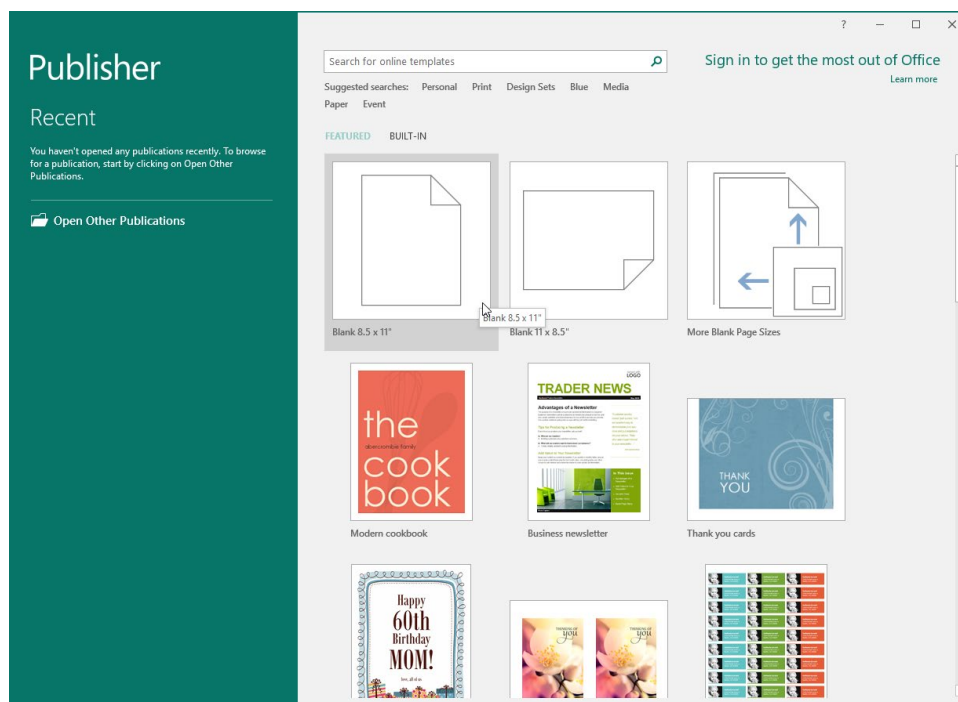 Publisher
Recent
You haven't opened any publications recently. To browse
for a publication, start by clicking on Open Other
Publications.
Open Other Publications
?
Search for online templates
Sign in to get the most out of Office
Learn more
Suggested searches: Personal Print Design Sets Blue Media
Paper Event
FEATURED BUILT-IN
Blank 8.5 x 11"
Blank 8.5 x 11"
Blank 11 x 8.5"
More Blank Page Sizes
the
abercrombie family
cook
book
Modern cookbook
LOGO
TRADER NEWS
Advantages of a Newsletter
Business newsletter
THANK
YOU
Thank you cards
Happy
60th
Birthday
MOM!
love, all of us
THINKING OF
you
THINKING OF
you